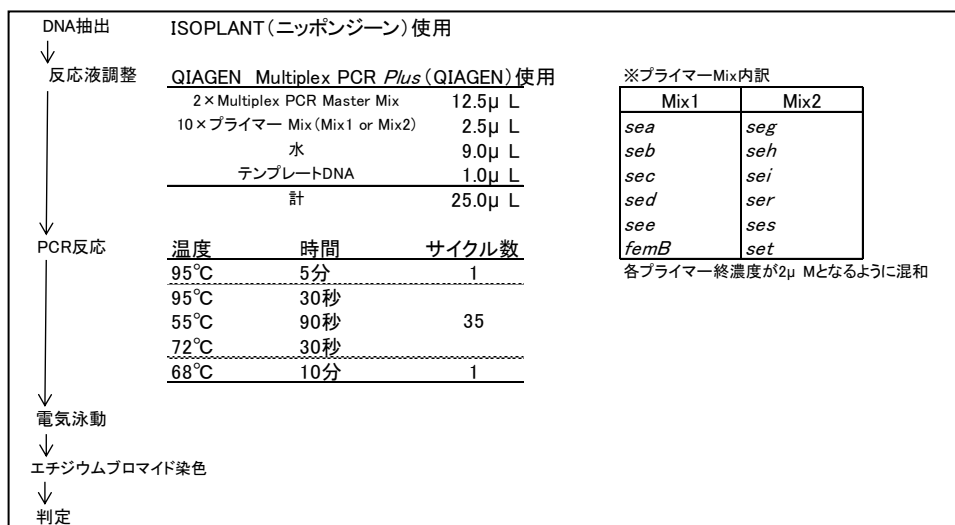 DNA抽出 ISOPLANT(ニッポンジーン)使用
反応液調整 QIAGEN Multiplex PCR Plus(QIAGEN)使用
2×Multiplex PCR Master Mix 12.5μ L
10×プライマー Mix(Mix1 or Mix2) 2.5μ L
水 9.0μ L
テンプレートDNA 1.0μ L
計 25.0μ L
※プライマーMix内訳
Mix1 Mix2
sea seg
seb seh
sec sei
sed ser
see ses
femB set
各プライマー終濃度が2μ Mとなるように混和
PCR反応 温度 時間 サイクル数
95℃ 5分 1
95℃ 30秒
55℃ 90秒 35
72℃ 30秒
68℃ 10分 1
電気泳動
エチジウムブロマイド染色
判定